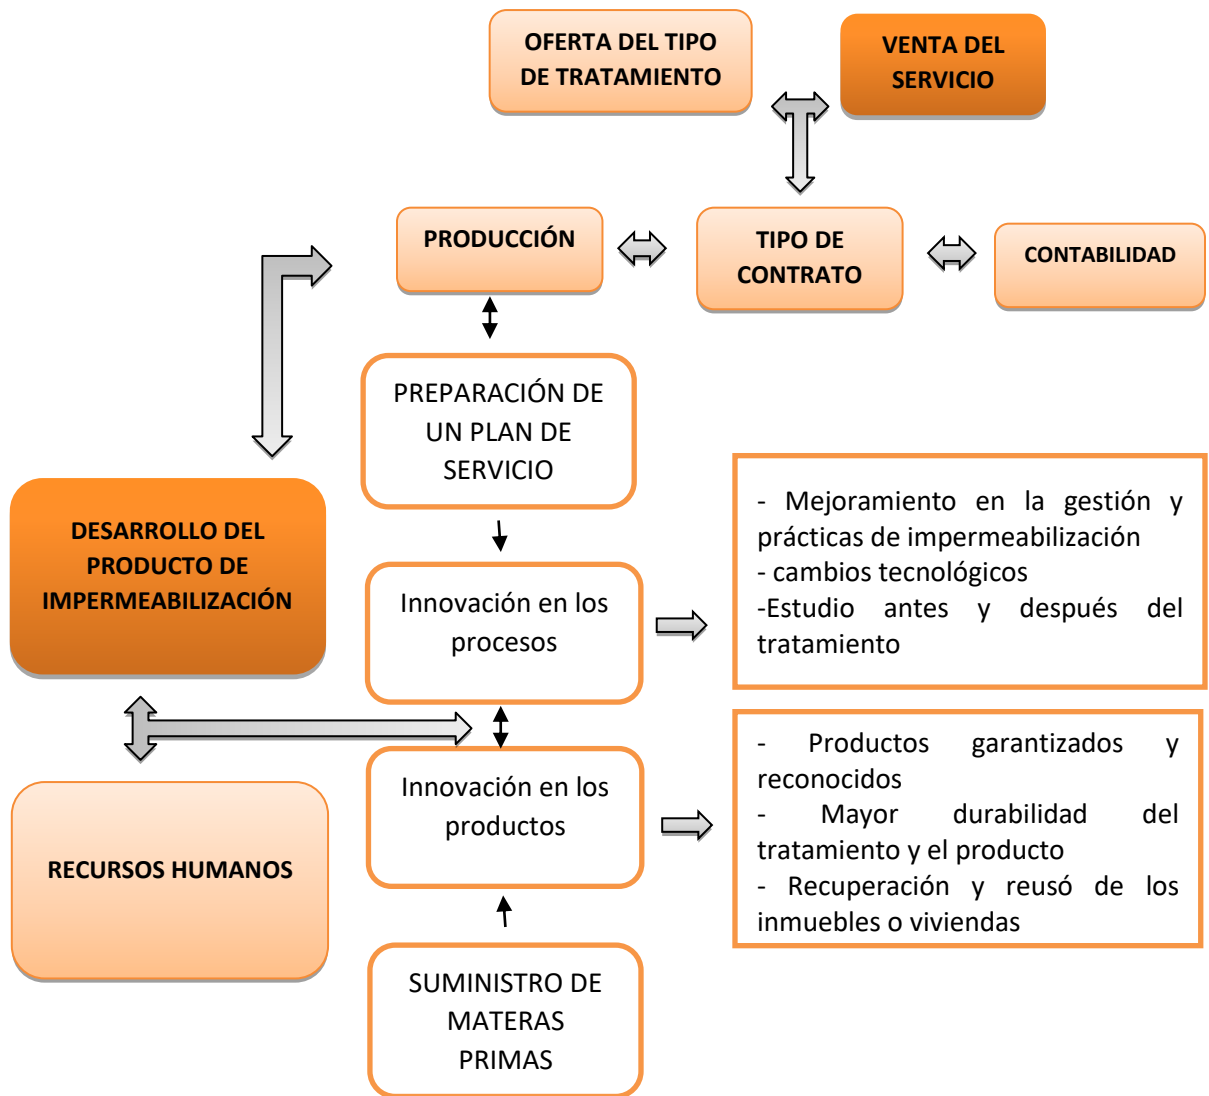 OFERTA DEL TIPO
DE TRATAMIENTO
VENTA DEL
SERVICIO
PRODUCCIÓN
TIPO DE
CONTRATO
CONTABILIDAD
PREPARACIÓN DE
UN PLAN DE
SERVICIO
DESARROLLO DEL
PRODUCTO DE
IMPERMEABILIZACIÓN
Innovación en los
procesos
- Mejoramiento en la gestión y
prácticas de impermeabilización
- cambios tecnológicos
-Estudio antes y después del
tratamiento
RECURSOS HUMANOS
Innovación en los
productos
- Productos garantizados y
reconocidos
- Mayor durabilidad del
tratamiento y el producto
- Recuperación y reusó de los
inmuebles o viviendas
SUMINISTRO DE
MATERAS
PRIMAS